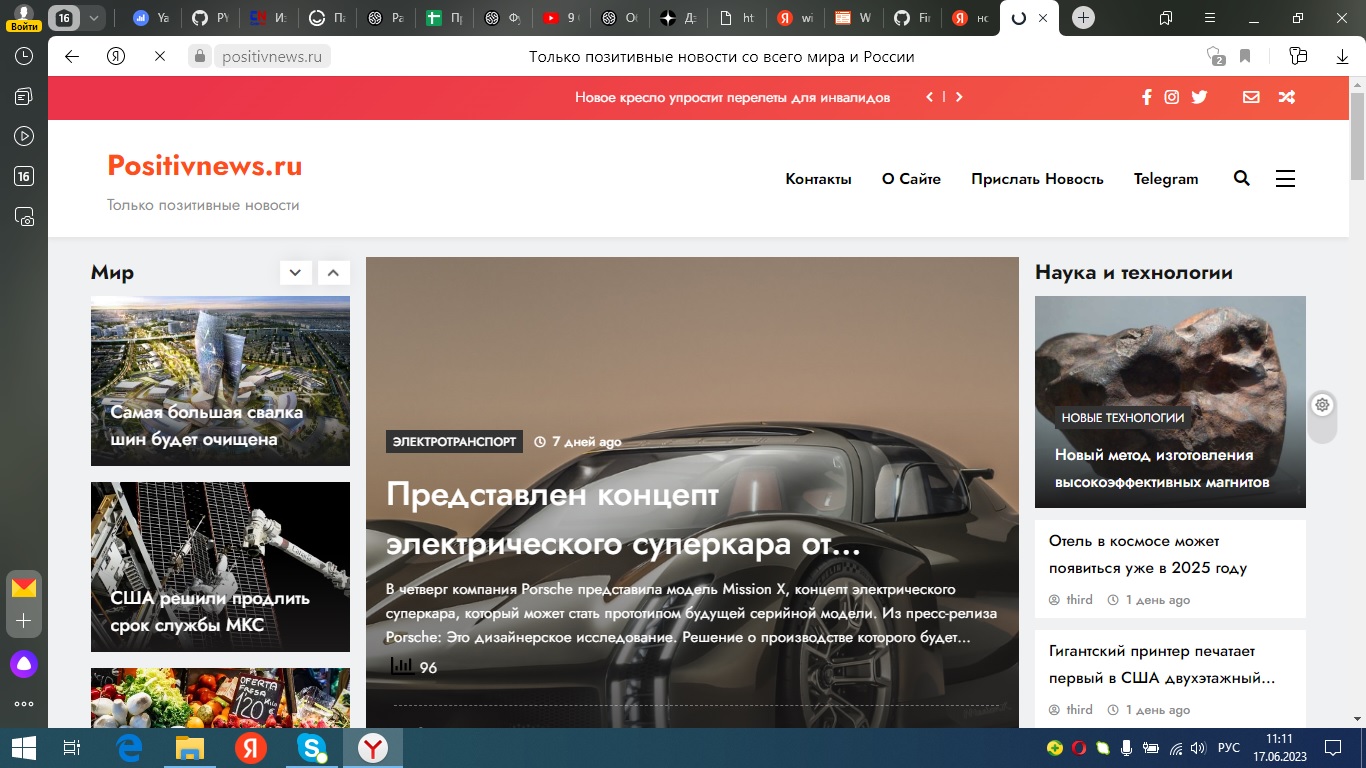 16
Ya
PY
Из
Па
Ра
Пр
Фу
9
Об
Дз
ht
wi
W
Fir
но
Войти
positivnews.ru
Только позитивные новости со всего мира и России
2
Новое кресло упростит перелеты для инвалидов
Positivnews.ru
Только позитивные новости
Контакты
О Сайте
Прислать Новость
Telegram
16
Мир
Самая большая свалка
шин будет очищена
США решили продлить
срок службы МКС
OFERTA
FRESA
120
Kilo
ЭЛЕКТРОТРАНСПОРТ
7 дней ago
Представлен концепт
электрического суперкара от...
В четверг компания Porsche представила модель Mission X, концепт электрического
суперкара, который может стать прототипом будущей серийной модели. Из пресс-релиза
Porsche: Это дизайнерское исследование. Решение о производстве которого будет...
96
Наука и технологии
НОВЫЕ ТЕХНОЛОГИИ
Новый метод изготовления
высокоэффективных магнитов
Отель в космосе может
появиться уже в 2025 году
third 1 день ago
Гигантский принтер печатает
первый в США двухэтажный...
third 1 день ago
РУС
11:11
17.06.2023